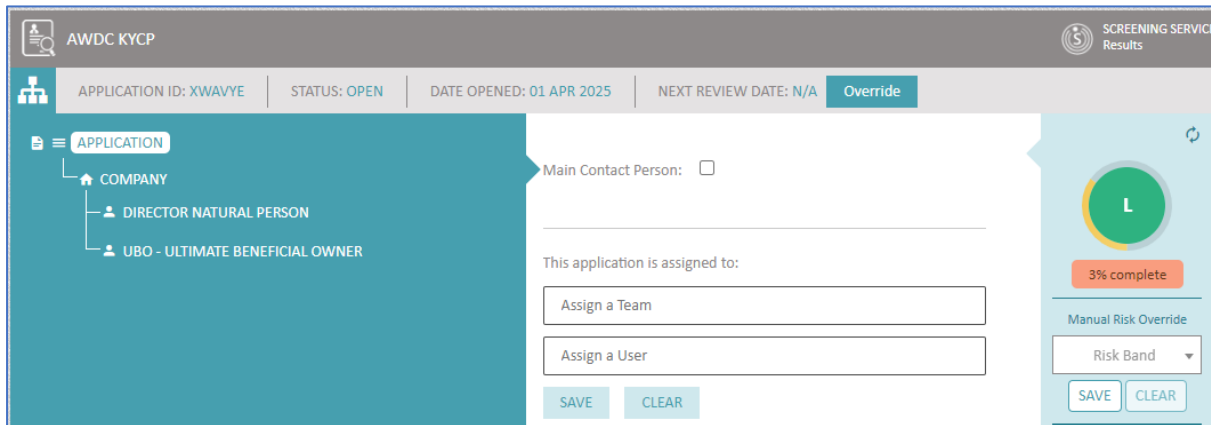 AWDC KYCP
SCREENING SERVICE
Results
APPLICATION ID: XWAVYE
STATUS: OPEN
DATE OPENED: 01 APR 2025
NEXT REVIEW DATE: N/A
Override
APPLICATION
COMPANY
DIRECTOR NATURAL PERSON
UBO - ULTIMATE BENEFICIAL OWNER
Main Contact Person:
This application is assigned to:
Assign a Team
Assign a User
SAVE CLEAR
L
3% complete
Manual Risk Override
Risk Band
SAVE CLEAR